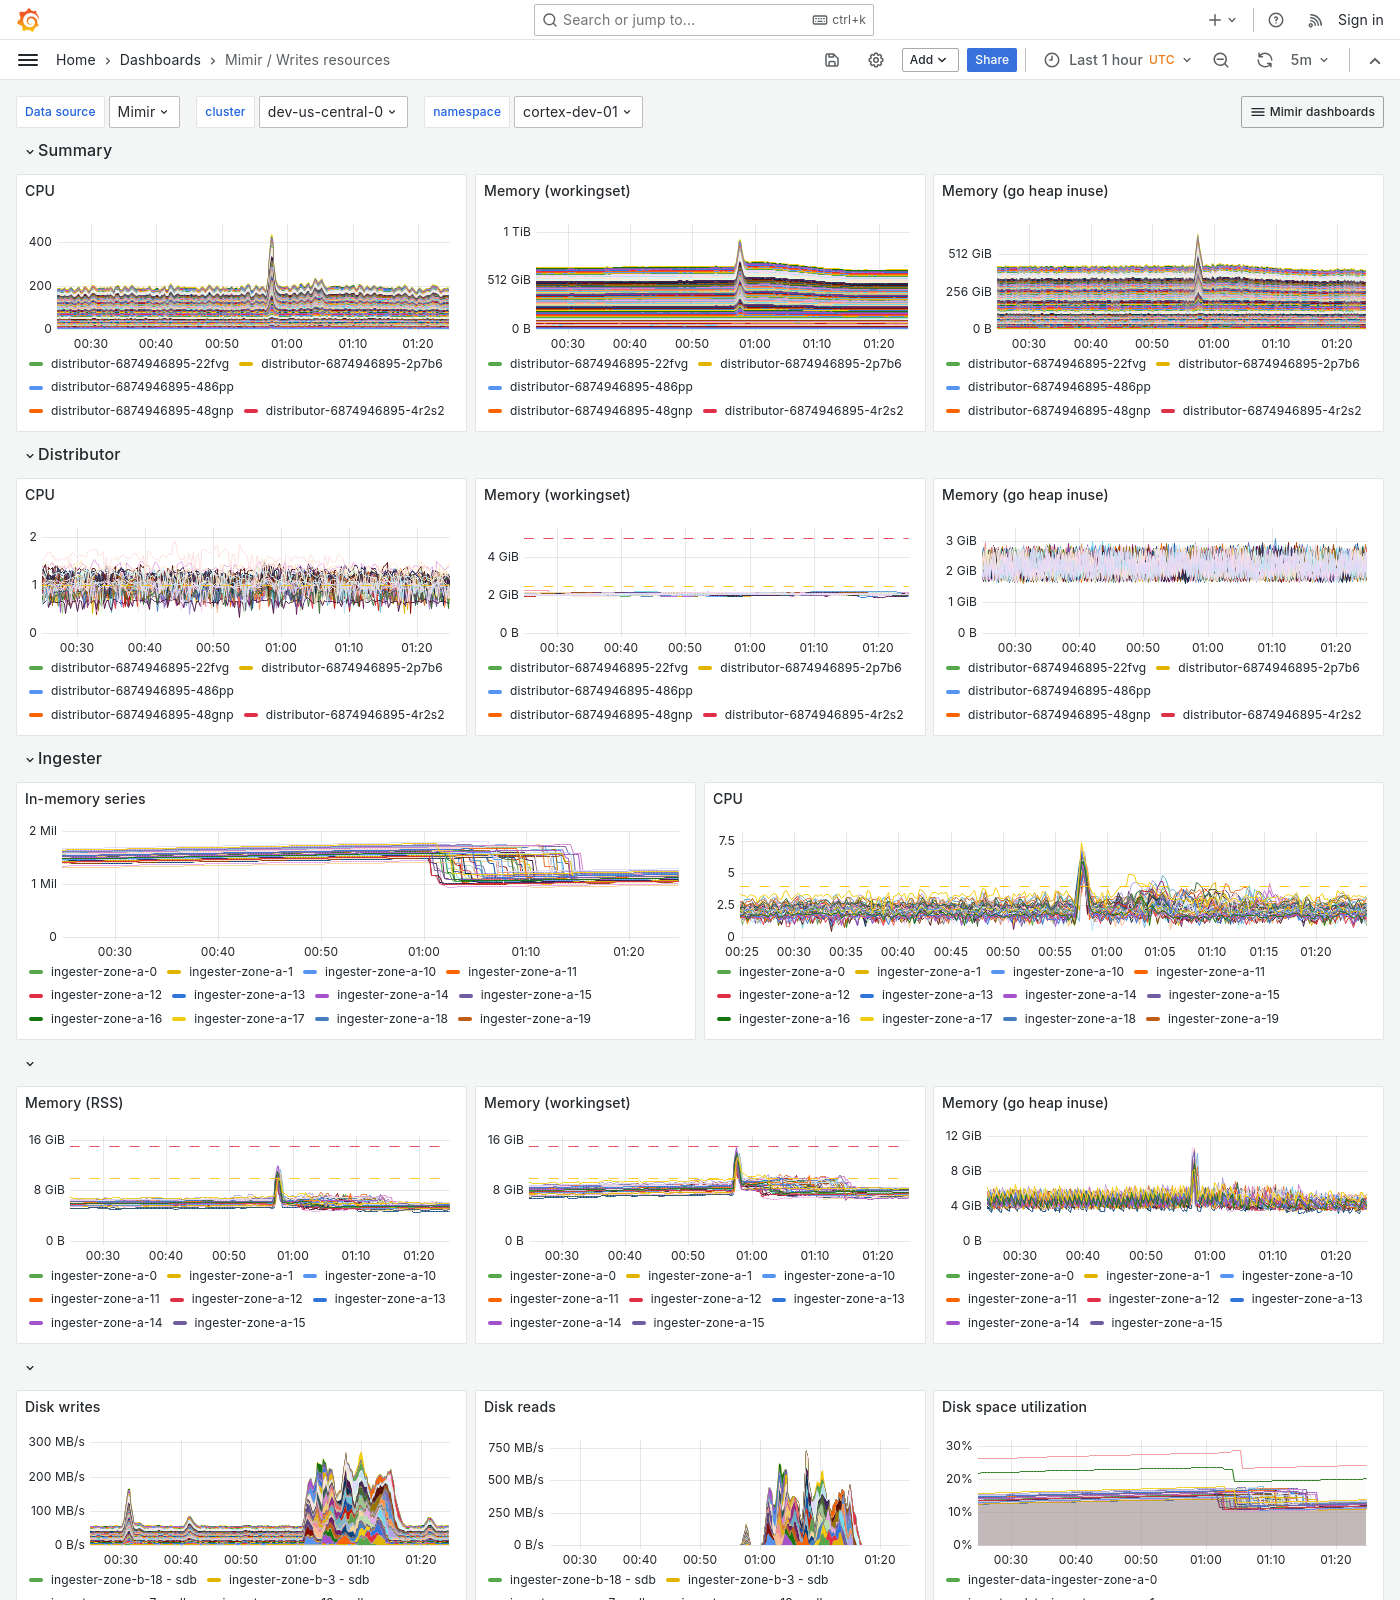 Search or jump to...
ctrl+k
Sign in
Home › Dashboards › Mimir / Writes resources
Add
Share
Last 1 hour UTC
5m
Data source Mimir cluster dev-us-central-0 namespace cortex-dev-01
Mimir dashboards
Summary
CPU
400
200
0
00:30 00:40 00:50 01:00 01:10 01:20
distributor-6874946895-22fvg distributor-6874946895-2p7b6
distributor-6874946895-486pp
distributor-6874946895-48gnp distributor-6874946895-4r2s2
Memory (workingset)
1 TiB
512 GiB
0 B
00:30 00:40 00:50 01:00 01:10 01:20
distributor-6874946895-22fvg distributor-6874946895-2p7b6
distributor-6874946895-486pp
distributor-6874946895-48gnp distributor-6874946895-4r2s2
Memory (go heap inuse)
512 GiB
256 GiB
0 B
00:30 00:40 00:50 01:00 01:10 01:20
distributor-6874946895-22fvg distributor-6874946895-2p7b6
distributor-6874946895-486pp
distributor-6874946895-48gnp distributor-6874946895-4r2s2
Distributor
CPU
2
1
0
00:30 00:40 00:50 01:00 01:10 01:20
distributor-6874946895-22fvg distributor-6874946895-2p7b6
distributor-6874946895-486pp
distributor-6874946895-48gnp distributor-6874946895-4r2s2
Memory (workingset)
4 GiB
2 GiB
0 B
00:30 00:40 00:50 01:00 01:10 01:20
distributor-6874946895-22fvg distributor-6874946895-2p7b6
distributor-6874946895-486pp
distributor-6874946895-48gnp distributor-6874946895-4r2s2
Memory (go heap inuse)
3 GiB
2 GiB
1 GiB
0 B
00:30 00:40 00:50 01:00 01:10 01:20
distributor-6874946895-22fvg distributor-6874946895-2p7b6
distributor-6874946895-486pp
distributor-6874946895-48gnp distributor-6874946895-4r2s2
Ingester
In-memory series
2 Mil
1 Mil
0
00:30 00:40 00:50 01:00 01:10 01:20
ingester-zone-a-0 ingester-zone-a-1 ingester-zone-a-10 ingester-zone-a-11
ingester-zone-a-12 ingester-zone-a-13 ingester-zone-a-14 ingester-zone-a-15
ingester-zone-a-16 ingester-zone-a-17 ingester-zone-a-18 ingester-zone-a-19
CPU
7.5
5
2.5
0
00:25 00:30 00:35 00:40 00:45 00:50 00:55 01:00 01:05 01:10 01:15 01:20
ingester-zone-a-0 ingester-zone-a-1 ingester-zone-a-10 ingester-zone-a-11
ingester-zone-a-12 ingester-zone-a-13 ingester-zone-a-14 ingester-zone-a-15
ingester-zone-a-16 ingester-zone-a-17 ingester-zone-a-18 ingester-zone-a-19
Memory (RSS)
16 GiB
8 GiB
0 B
00:30 00:40 00:50 01:00 01:10 01:20
ingester-zone-a-0 ingester-zone-a-1 ingester-zone-a-10
ingester-zone-a-11 ingester-zone-a-12 ingester-zone-a-13
ingester-zone-a-14 ingester-zone-a-15
Memory (workingset)
16 GiB
8 GiB
0 B
00:30 00:40 00:50 01:00 01:10 01:20
ingester-zone-a-0 ingester-zone-a-1 ingester-zone-a-10
ingester-zone-a-11 ingester-zone-a-12 ingester-zone-a-13
ingester-zone-a-14 ingester-zone-a-15
Memory (go heap inuse)
12 GiB
8 GiB
4 GiB
0 B
00:30 00:40 00:50 01:00 01:10 01:20
ingester-zone-a-0 ingester-zone-a-1 ingester-zone-a-10
ingester-zone-a-11 ingester-zone-a-12 ingester-zone-a-13
ingester-zone-a-14 ingester-zone-a-15
Disk writes
300 MB/s
200 MB/s
100 MB/s
0 B/s
00:30 00:40 00:50 01:00 01:10 01:20
ingester-zone-b-18 - sdb ingester-zone-b-3 - sdb
Disk reads
750 MB/s
500 MB/s
250 MB/s
0 B/s
00:30 00:40 00:50 01:00 01:10 01:20
ingester-zone-b-18 - sdb ingester-zone-b-3 - sdb
Disk space utilization
30%
20%
10%
0%
00:30 00:40 00:50 01:00 01:10 01:20
ingester-data-ingester-zone-a-0